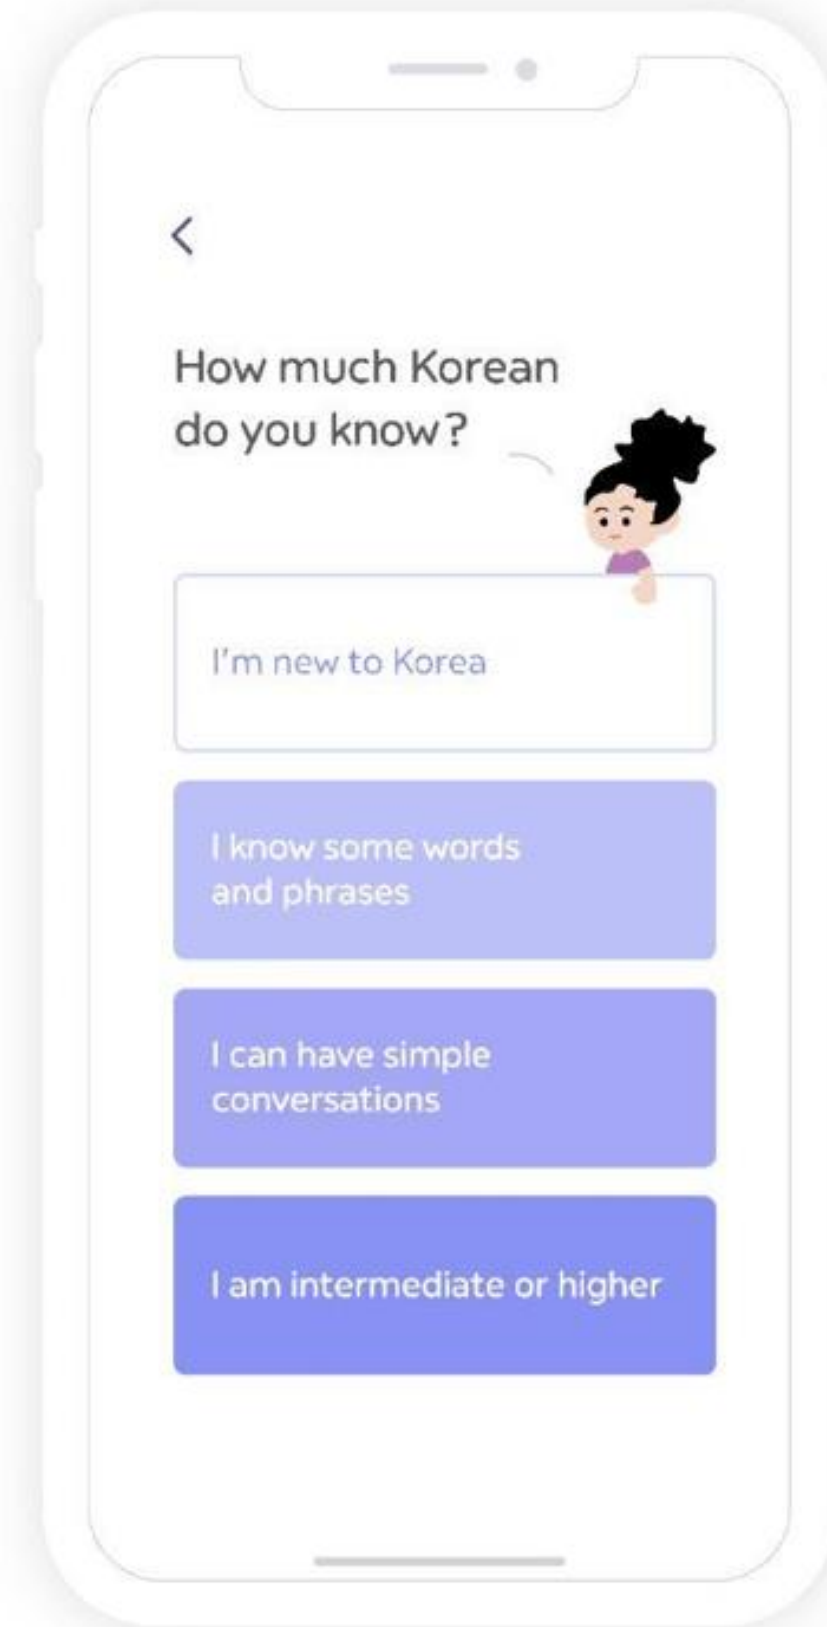 How much Korean
do you know?
I'm new to Korea
I know some words
and phrases
I can have simple
conversations
I am intermediate or higher